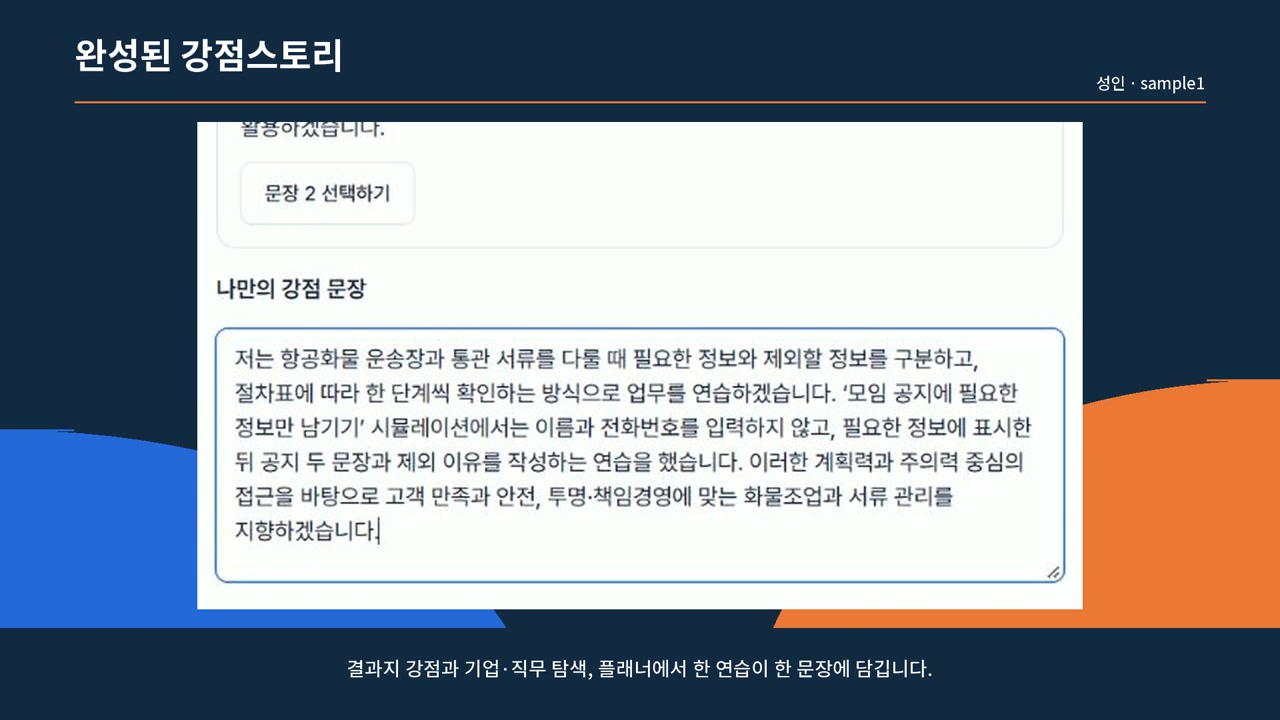 완성된 강점스토리
성인 · sample1
활용하겠습니다.
문장 2 선택하기
나만의 강점 문장
저는 항공화물 운송장과 통관 서류를 다룰 때 필요한 정보와 제외할 정보를 구분하고,
절차표에 따라 한 단계씩 확인하는 방식으로 업무를 연습하겠습니다. ‘모임 공지에 필요한
정보만 남기기’ 시뮬레이션에서는 이름과 전화번호를 입력하지 않고, 필요한 정보에 표시한
뒤 공지 두 문장과 제외 이유를 작성하는 연습을 했습니다. 이러한 계획력과 주의력 중심의
접근을 바탕으로 고객 만족과 안전, 투명·책임경영에 맞는 화물조업과 서류 관리를
지향하겠습니다.
결과지 강점과 기업·직무 탐색, 플래너에서 한 연습이 한 문장에 담깁니다.